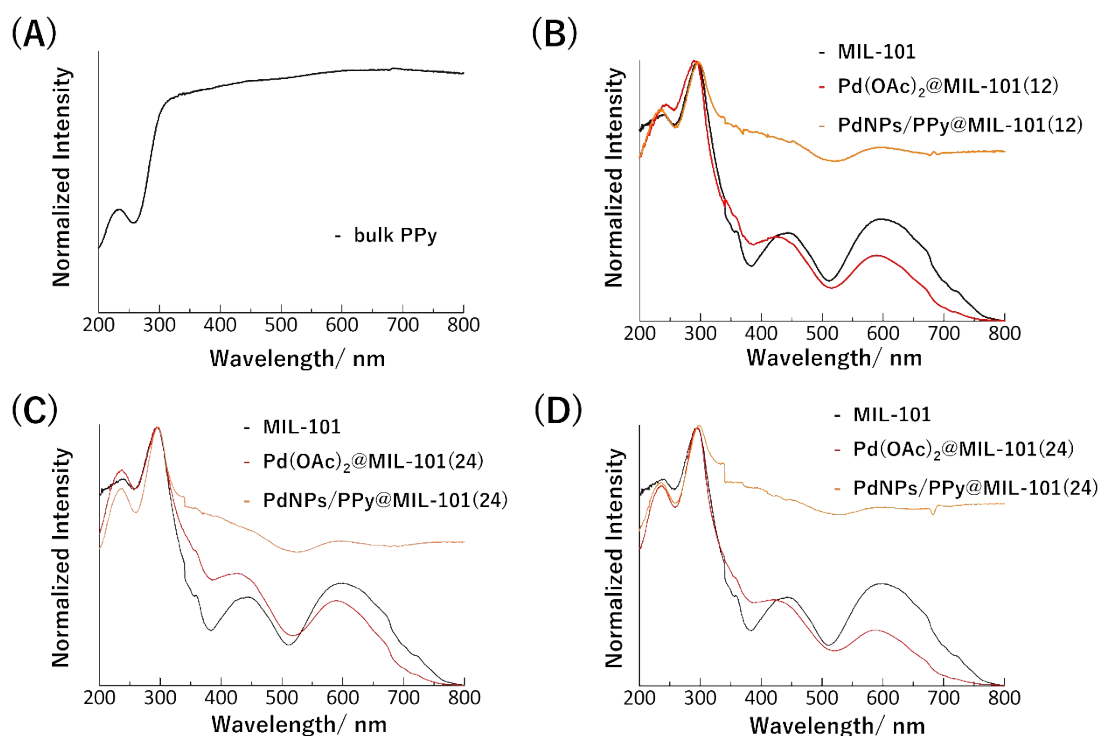 (A)
Normalized Intensity
- bulk PPy
200 300 400 500 600 700 800
Wavelength/ nm
(B)
Normalized Intensity
- MIL-101
- Pd(OAc)₂@MIL-101(12)
- PdNPs/PPy@MIL-101(12)
200 300 400 500 600 700 800
Wavelength/ nm
(C)
Normalized Intensity
- MIL-101
- Pd(OAc)₂@MIL-101(24)
- PdNPs/PPy@MIL-101(24)
200 300 400 500 600 700 800
Wavelength/ nm
(D)
Normalized Intensity
- MIL-101
- Pd(OAc)₂@MIL-101(24)
- PdNPs/PPy@MIL-101(24)
200 300 400 500 600 700 800
Wavelength/ nm